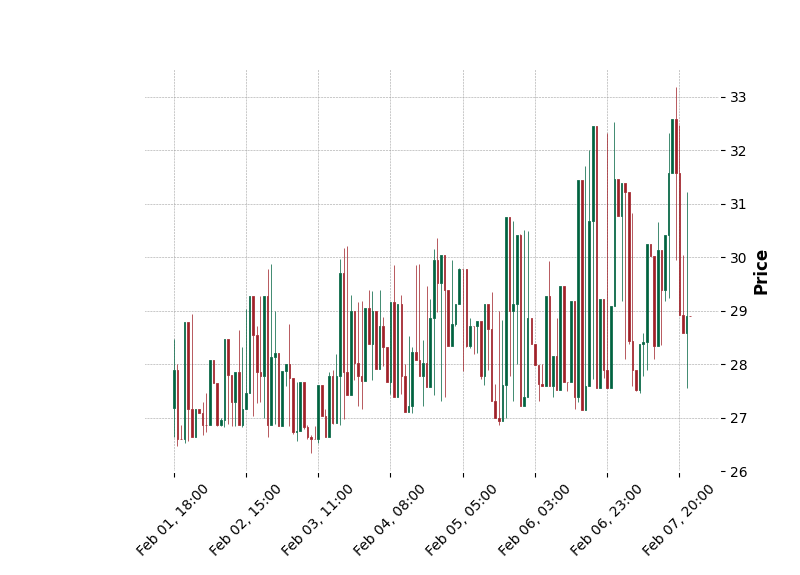 33
32
31
30
29
28
27
26
Price
Feb 01, 18:00
Feb 02, 15:00
Feb 03, 11:00
Feb 04, 08:00
Feb 05, 05:00
Feb 06, 03:00
Feb 06, 23:00
Feb 07, 20:00